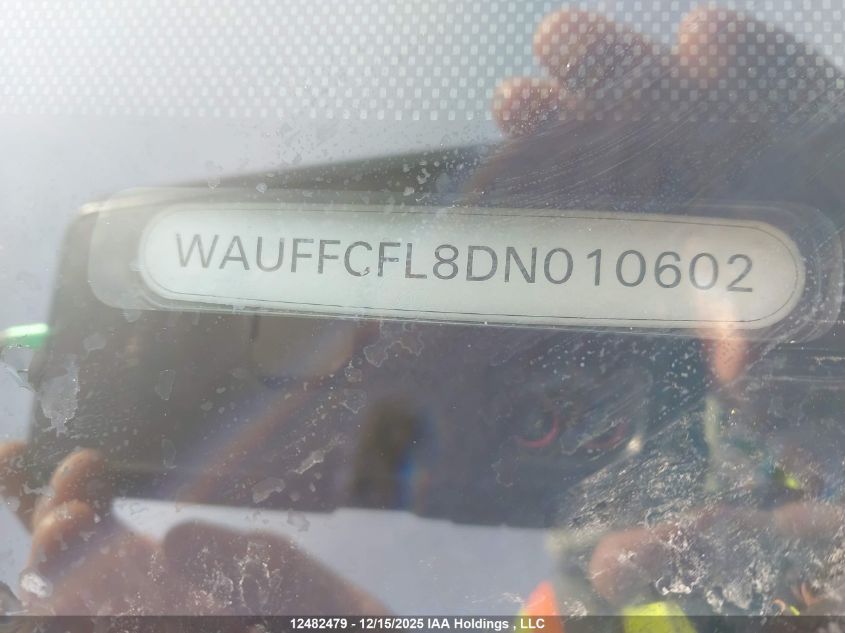 WAUFFCFL8DN010602
12482479 - 12/15/2025 IAA Holdings , LLC